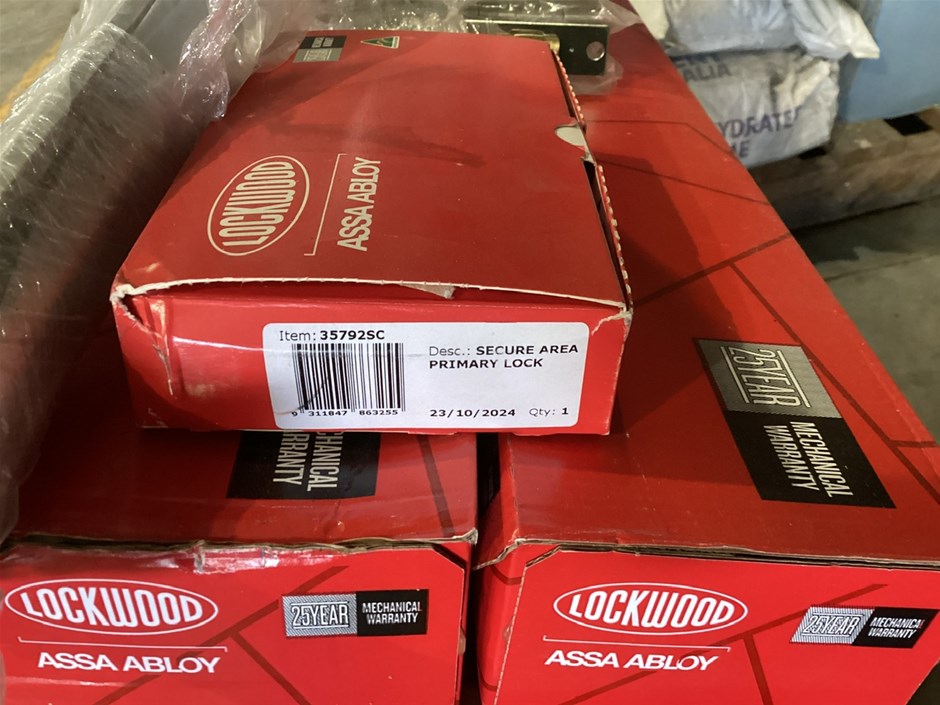 LOCKWOOD
ASSA ABLOY
Item: 35792SC
Desc.: SECURE AREA
PRIMARY LOCK
9 311847 863255
23/10/2024 Qty: 1
25YEAR
MECHANICAL
WARRANTY
MECHANICAL
WARRANTY
LOCKWOOD
ASSA ABLOY
25YEAR
MECHANICAL
WARRANTY
LOCKWOOD
ASSA ABLOY
25YEAR
MECHANICAL
WARRANTY